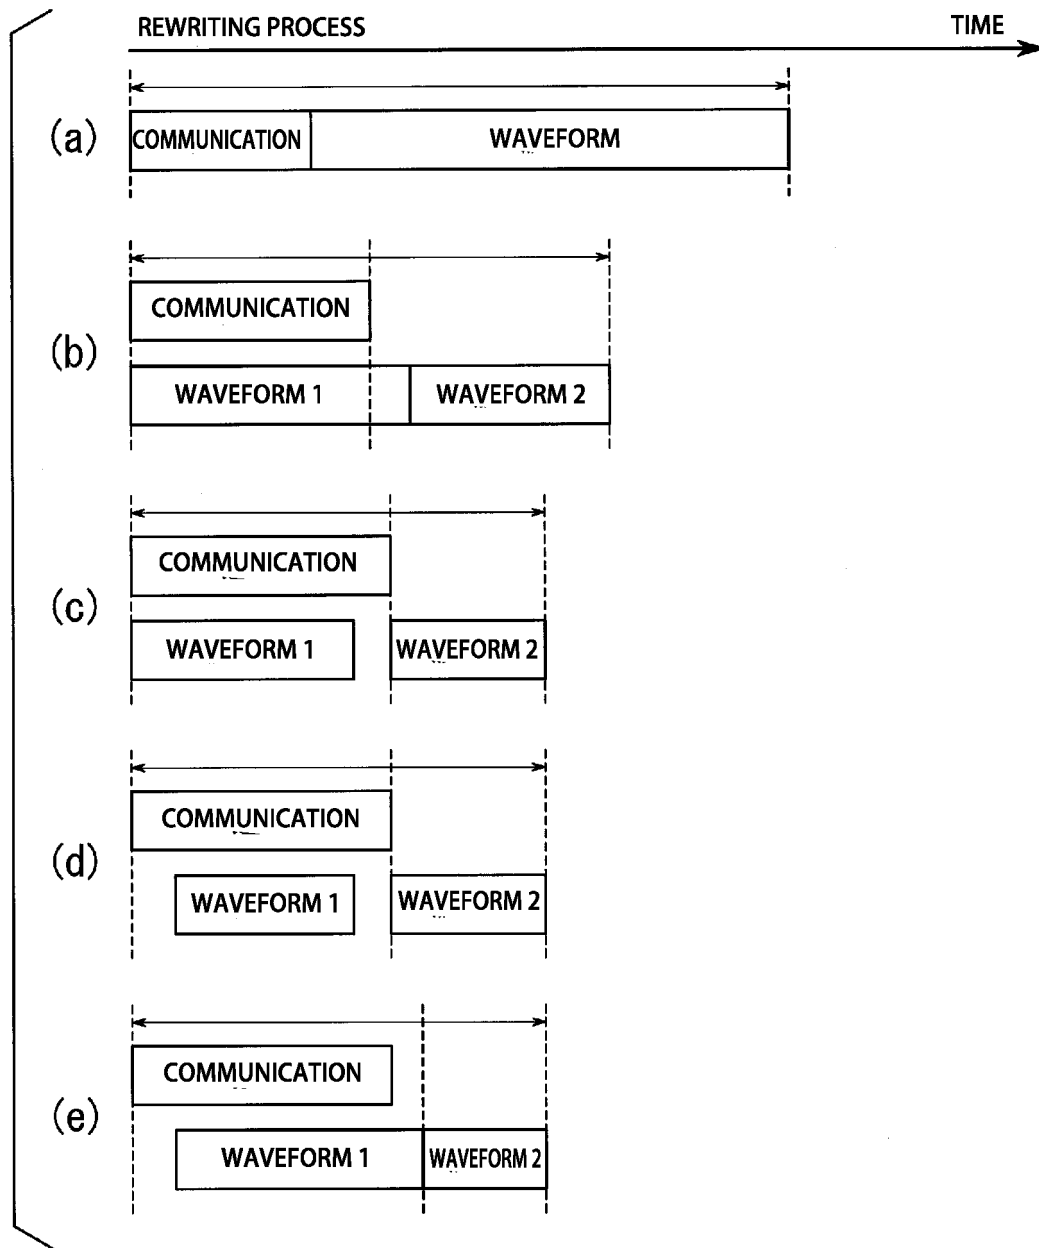 REWRITING PROCESS TIME
(a) COMMUNICATION WAVEFORM
COMMUNICATION
(b)
WAVEFORM 1 WAVEFORM 2
COMMUNICATION
(c)
WAVEFORM 1 WAVEFORM 2
COMMUNICATION
(d)
WAVEFORM 1 WAVEFORM 2
COMMUNICATION
(e)
WAVEFORM 1 WAVEFORM 2